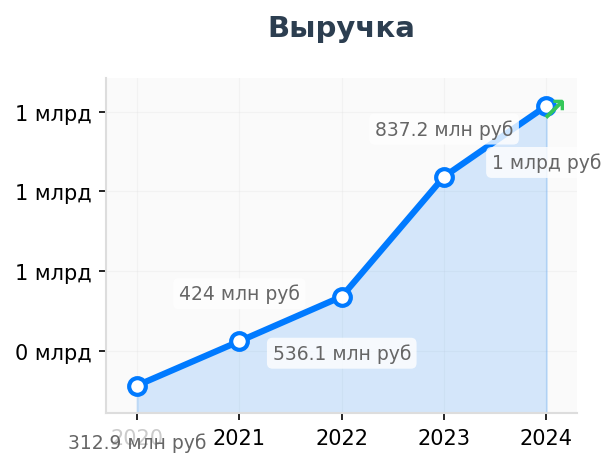 Выручка
1 млрд
837.2 млн руб
1 млрд руб
1 млрд
1 млрд
424 млн руб
0 млрд
536.1 млн руб
312.9 млн руб
2020 2021 2022 2023 2024